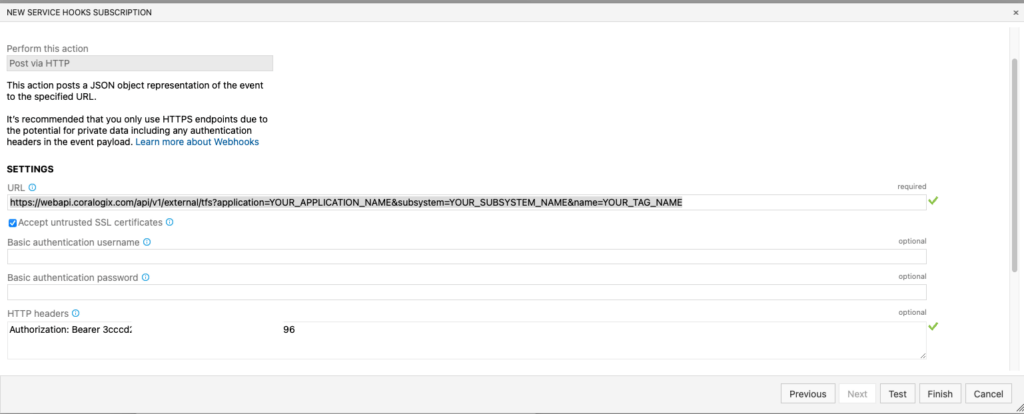 NEW SERVICE HOOKS SUBSCRIPTION
Perform this action
Post via HTTP
This action posts a JSON object representation of the event
to the specified URL.
It's recommended that you only use HTTPS endpoints due to
the potential for private data including any authentication
headers in the event payload. Learn more about Webhooks
SETTINGS
URL required
https://webapi.coralogix.com/api/v1/external/tfs?application=YOUR_APPLICATION_NAME&subsystem=YOUR_SUBSYSTEM_NAME&name=YOUR_TAG_NAME
Accept untrusted SSL certificates
Basic authentication username optional
Basic authentication password optional
HTTP headers optional
Authorization: Bearer 3cccd 96
Previous Next Test Finish Cancel